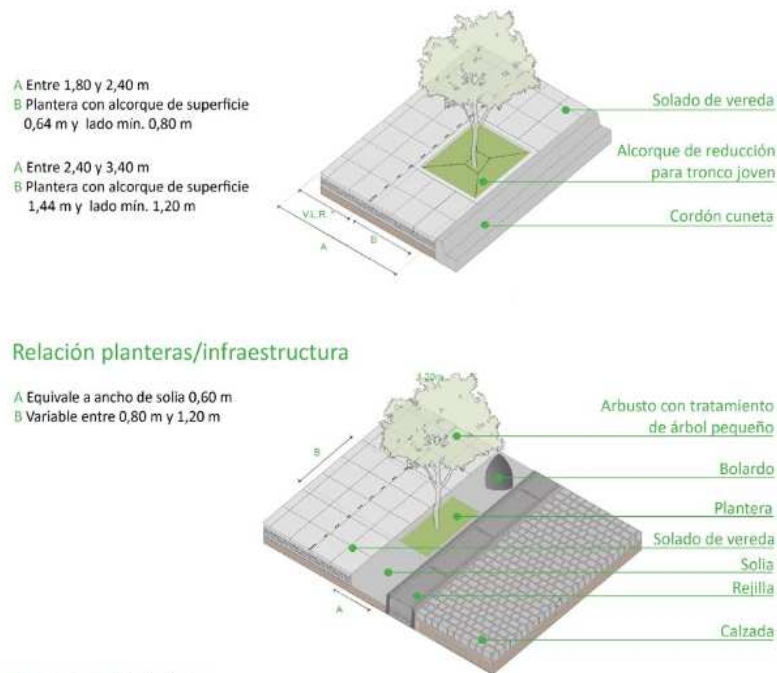 A Entre 1,80 y 2,40 m
B Plantera con alcorque de superficie
0,64 m y lado mín. 0,80 m
A Entre 2,40 y 3,40 m
B Plantera con alcorque de superficie
1,44 m y lado mín. 1,20 m
Solado de vereda
Alcorque de reducción
para tronco joven
Cordón cuneta
V.L.R
B
A
Relación planteras/infraestructura
A Equivale a ancho de solia 0,60 m
B Variable entre 0,80 m y 1,20 m
1,20m
B
A
Arbusto con tratamiento
de árbol pequeño
Bolardo
Plantera
Solado de vereda
Solia
Rejilla
Calzada